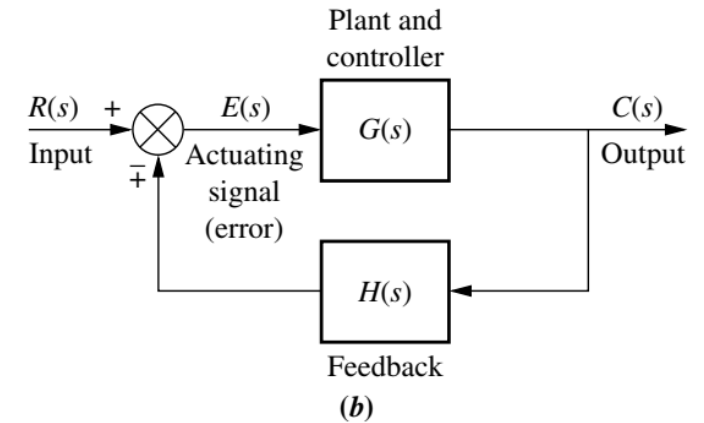 Plant and
controller
R(s) +
E(s)
G(s)
C(s)
Input
∓
Actuating
signal
(error)
Output
H(s)
Feedback
(b)